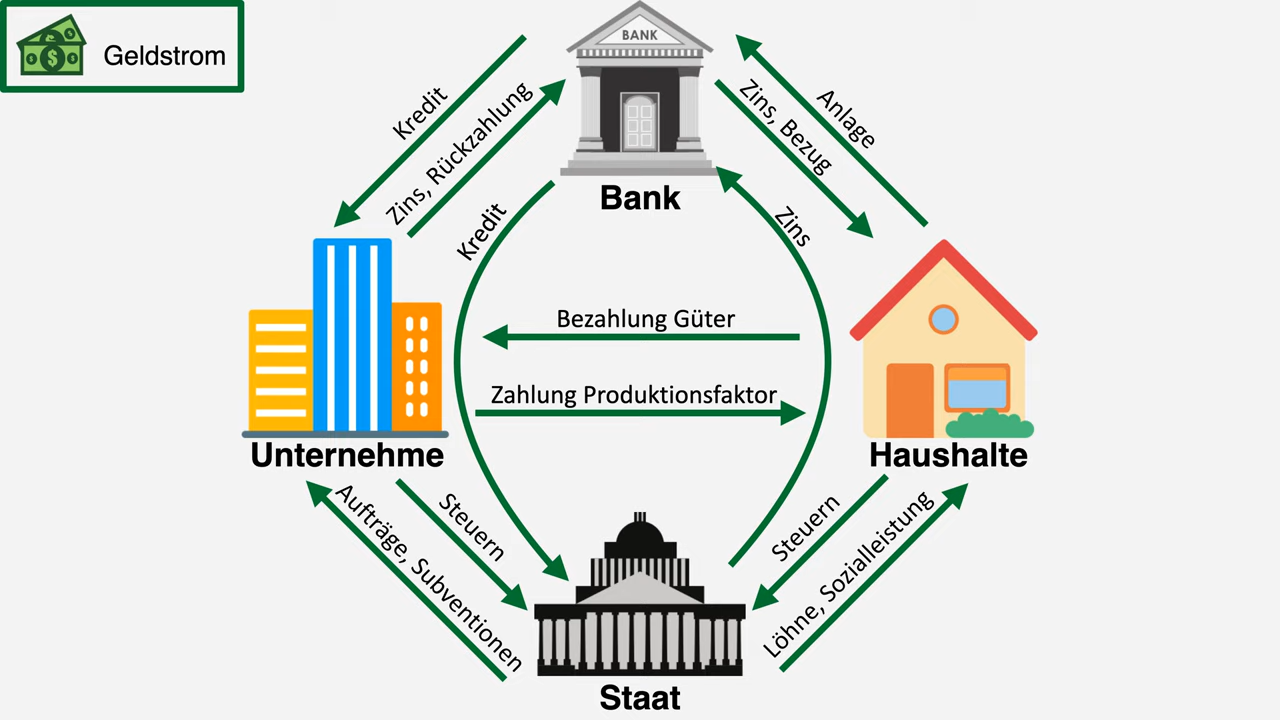 Geldstrom
BANK
Bank
Kredit
Zins, Rückzahlung
Zins, Bezug
Anlage
Kredit
Zins
Bezahlung Güter
Zahlung Produktionsfaktor
Unternehme
Haushalte
Aufträge, Subventionen
Steuern
Steuern
Löhne, Sozialleistung
Staat